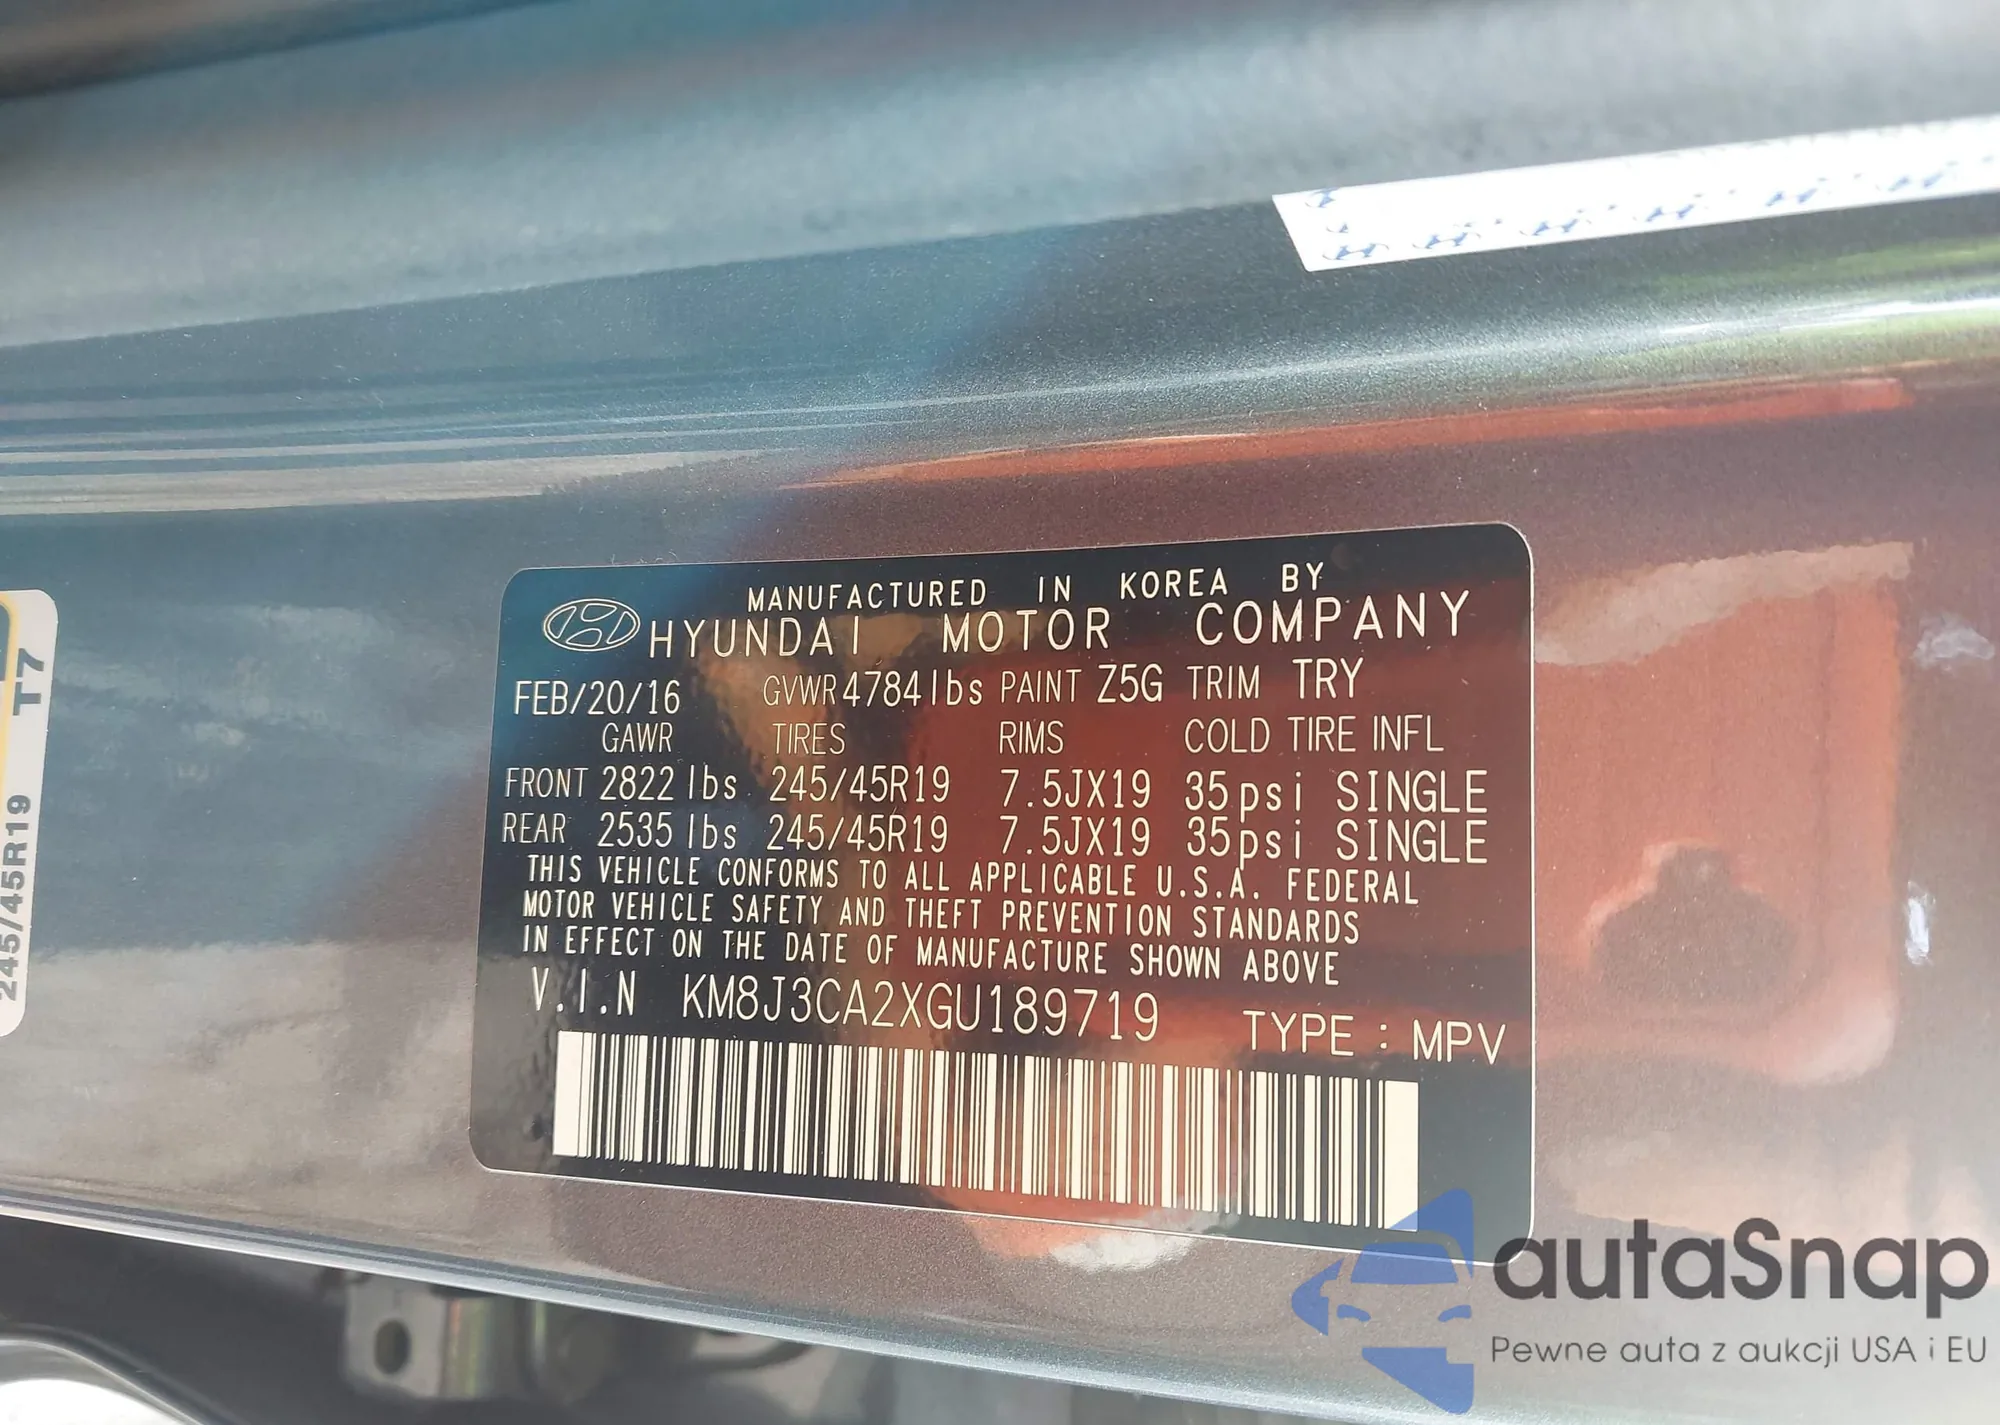 MANUFACTURED IN KOREA BY
HYUNDAI MOTOR COMPANY
FEB/20/16 GVWR 4784lbs PAINT Z5G TRIM TRY
GAWR TIRES RIMS COLD TIRE INFL
FRONT 2822 lbs 245/45R19 7.5JX19 35psi SINGLE
REAR 2535 lbs 245/45R19 7.5JX19 35psi SINGLE
THIS VEHICLE CONFORMS TO ALL APPLICABLE U.S.A. FEDERAL
MOTOR VEHICLE SAFETY AND THEFT PREVENTION STANDARDS
IN EFFECT ON THE DATE OF MANUFACTURE SHOWN ABOVE
V.I.N KM8J3CA2XGU189719 TYPE : MPV
245/45R19 T7
autaSnap
Pewne auta z aukcji USA i EU